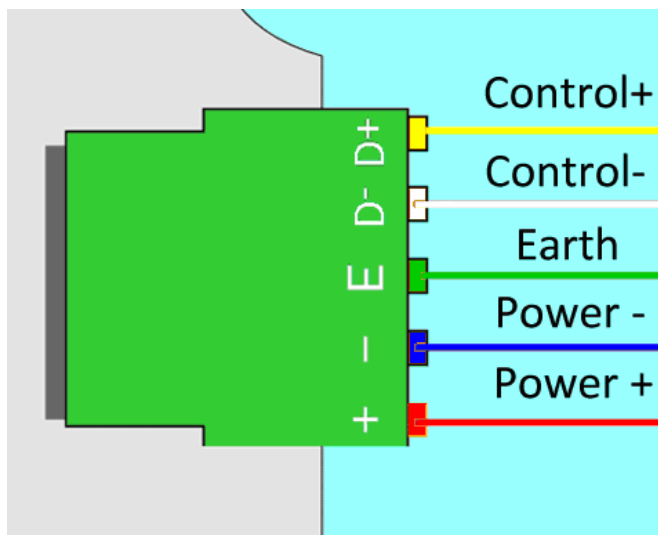 D+ Control+
D- Control-
E Earth
- Power -
+ Power +